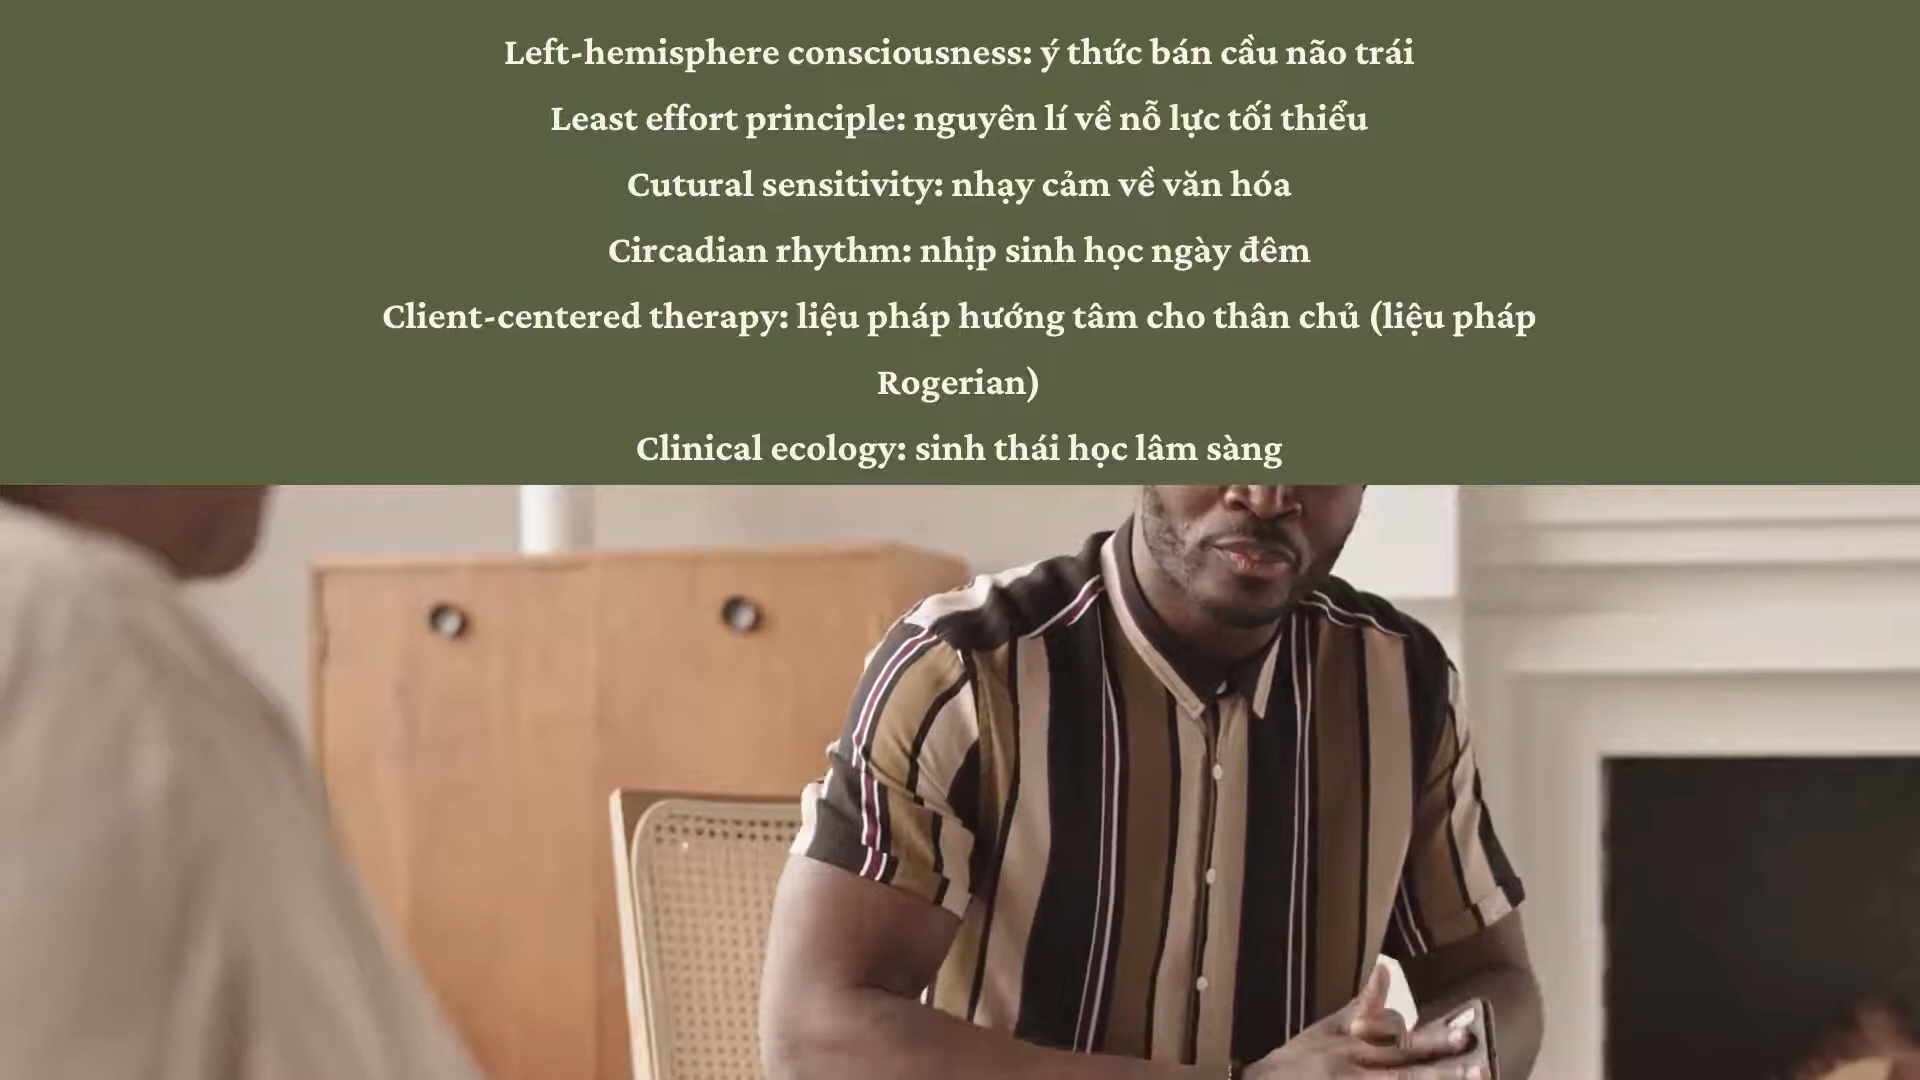 Left-hemisphere consciousness: ý thức bán cầu não trái
Least effort principle: nguyên lí về nỗ lực tối thiểu
Cutural sensitivity: nhạy cảm về văn hóa
Circadian rhythm: nhịp sinh học ngày đêm
Client-centered therapy: liệu pháp hướng tâm cho thân chủ (liệu pháp
Rogerian)
Clinical ecology: sinh thái học lâm sàng